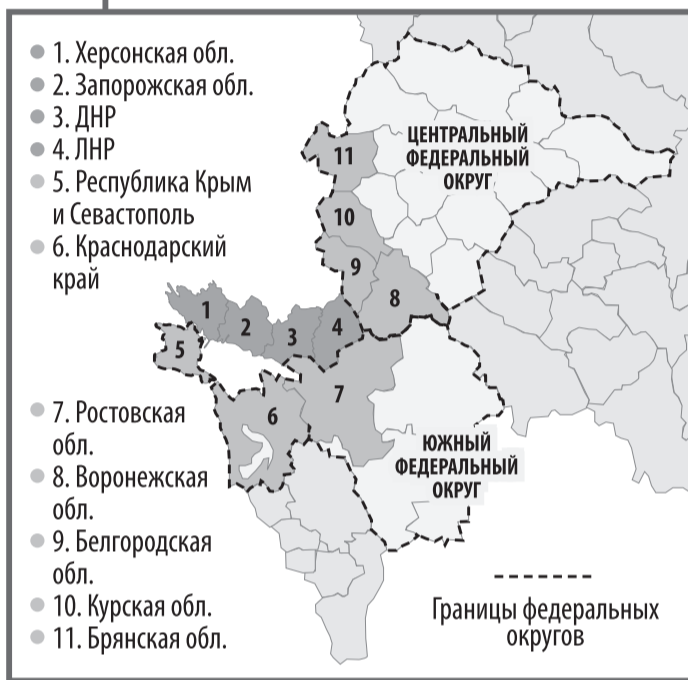 1. Херсонская обл.
2. Запорожская обл.
3. ДНР
4. ЛНР
5. Республика Крым
и Севастополь
6. Краснодарский
край
7. Ростовская
обл.
8. Воронежская
обл.
9. Белгородская
обл.
10. Курская обл.
11. Брянская обл.
ЦЕНТРАЛЬНЫЙ
ФЕДЕРАЛЬНЫЙ
ОКРУГ
11
10
9
8
1
2
3
4
5
6
7
ЮЖНЫЙ
ФЕДЕРАЛЬНЫЙ
ОКРУГ
Границы федеральных
округов